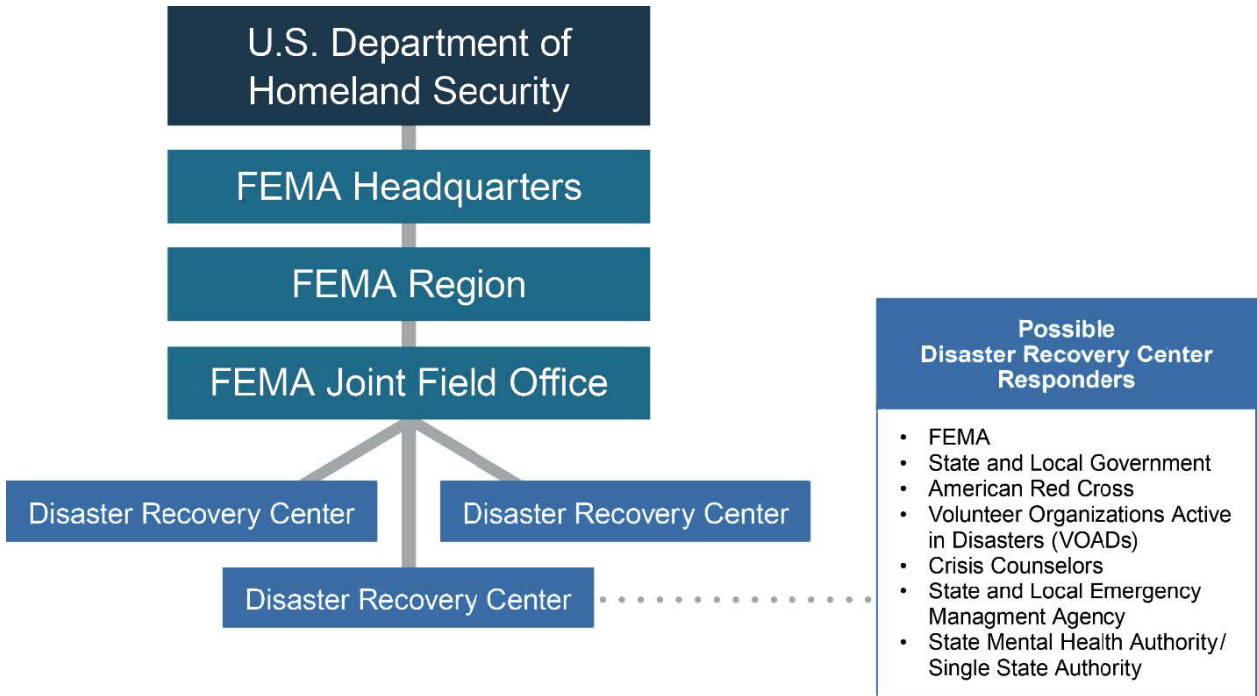 U.S. Department of
Homeland Security
FEMA Headquarters
FEMA Region
FEMA Joint Field Office
Disaster Recovery Center
Disaster Recovery Center
Disaster Recovery Center
Possible
Disaster Recovery Center
Responders
• FEMA
• State and Local Government
• American Red Cross
• Volunteer Organizations Active
in Disasters (VOADs)
• Crisis Counselors
• State and Local Emergency
Managment Agency
• State Mental Health Authority/
Single State Authority